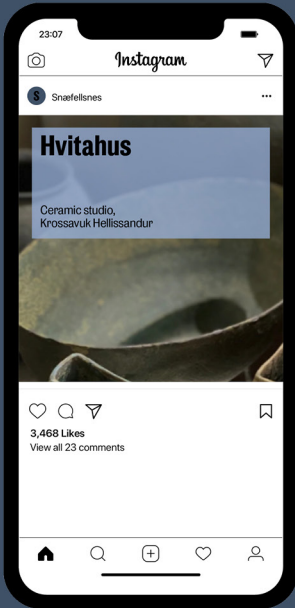 23:07
Instagram
S
Snæfellsnes
Hvitahus
Ceramic studio,
Krossavuk Hellissandur
3,468 Likes
View all 23 comments